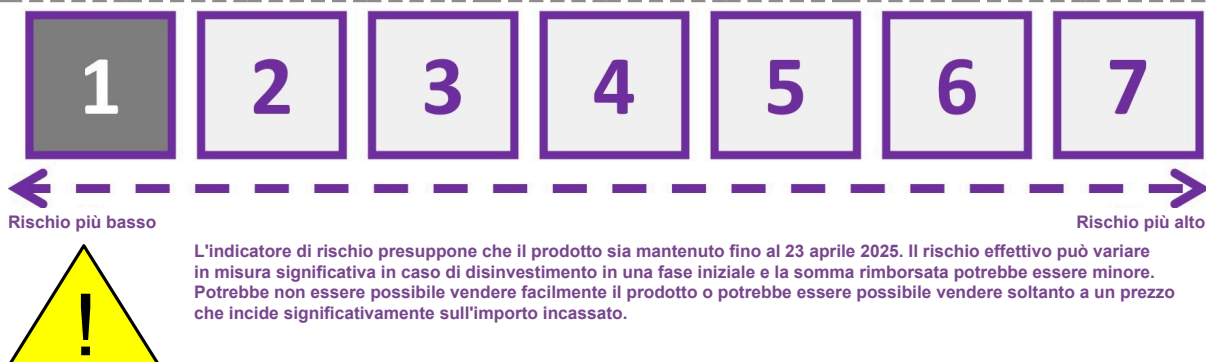 1 2 3 4 5 6 7
Rischio più basso Rischio più alto
L'indicatore di rischio presuppone che il prodotto sia mantenuto fino al 23 aprile 2025. Il rischio effettivo può variare
in misura significativa in caso di disinvestimento in una fase iniziale e la somma rimborsata potrebbe essere minore.
Potrebbe non essere possibile vendere facilmente il prodotto o potrebbe essere possibile vendere soltanto a un prezzo
che incide significativamente sull'importo incassato.
!